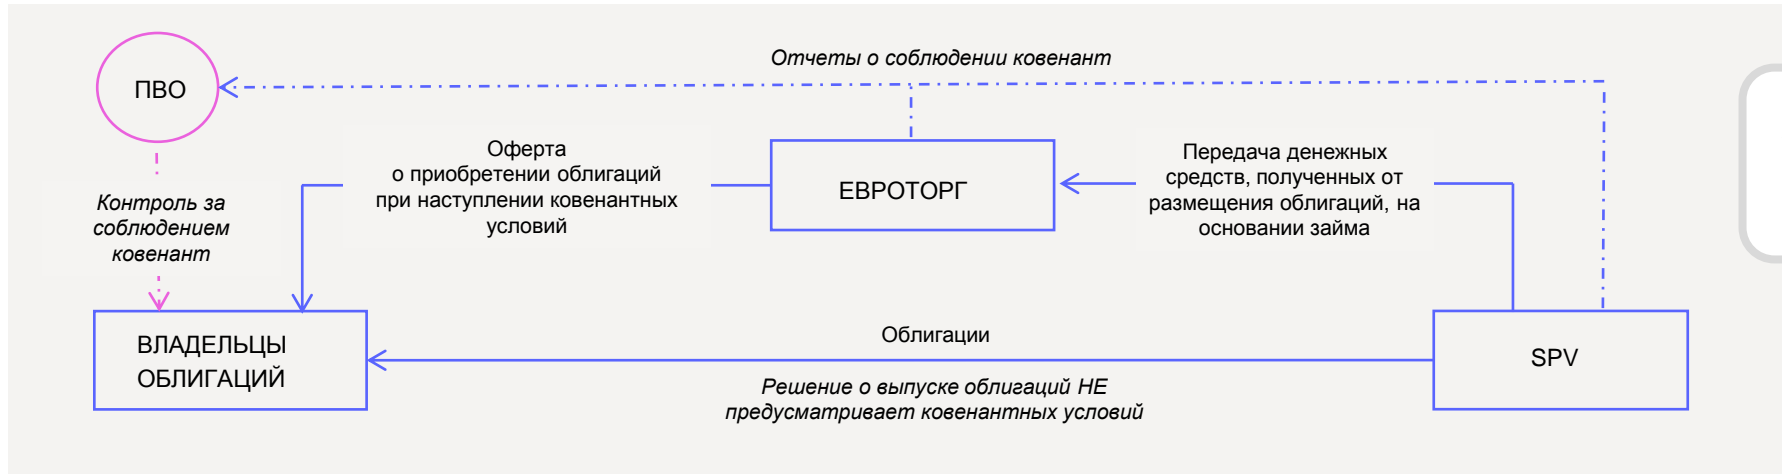 Отчеты о соблюдении ковенант
ПВО
Оферта
о приобретении облигаций
при наступлении ковенантных
условий
ЕВРОТОРГ
Передача денежных
средств, полученных от
размещения облигаций, на
основании займа
Контроль за
соблюдением
ковенант
ВЛАДЕЛЬЦЫ
ОБЛИГАЦИЙ
Облигации
Решение о выпуске облигаций НЕ
предусматривает ковенантных условий
SPV